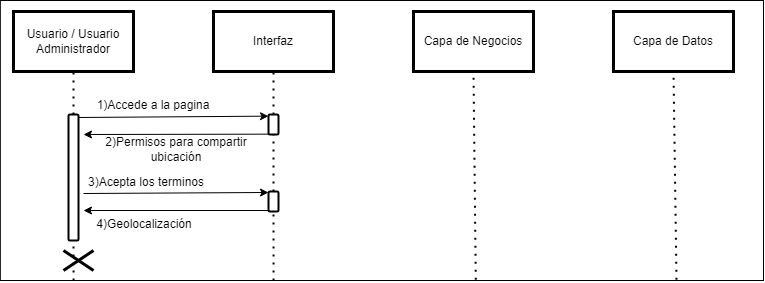 Usuario / Usuario
Administrador
Interfaz
Capa de Negocios
Capa de Datos
1)Accede a la pagina
2)Permisos para compartir
ubicación
3)Acepta los terminos
4)Geolocalización